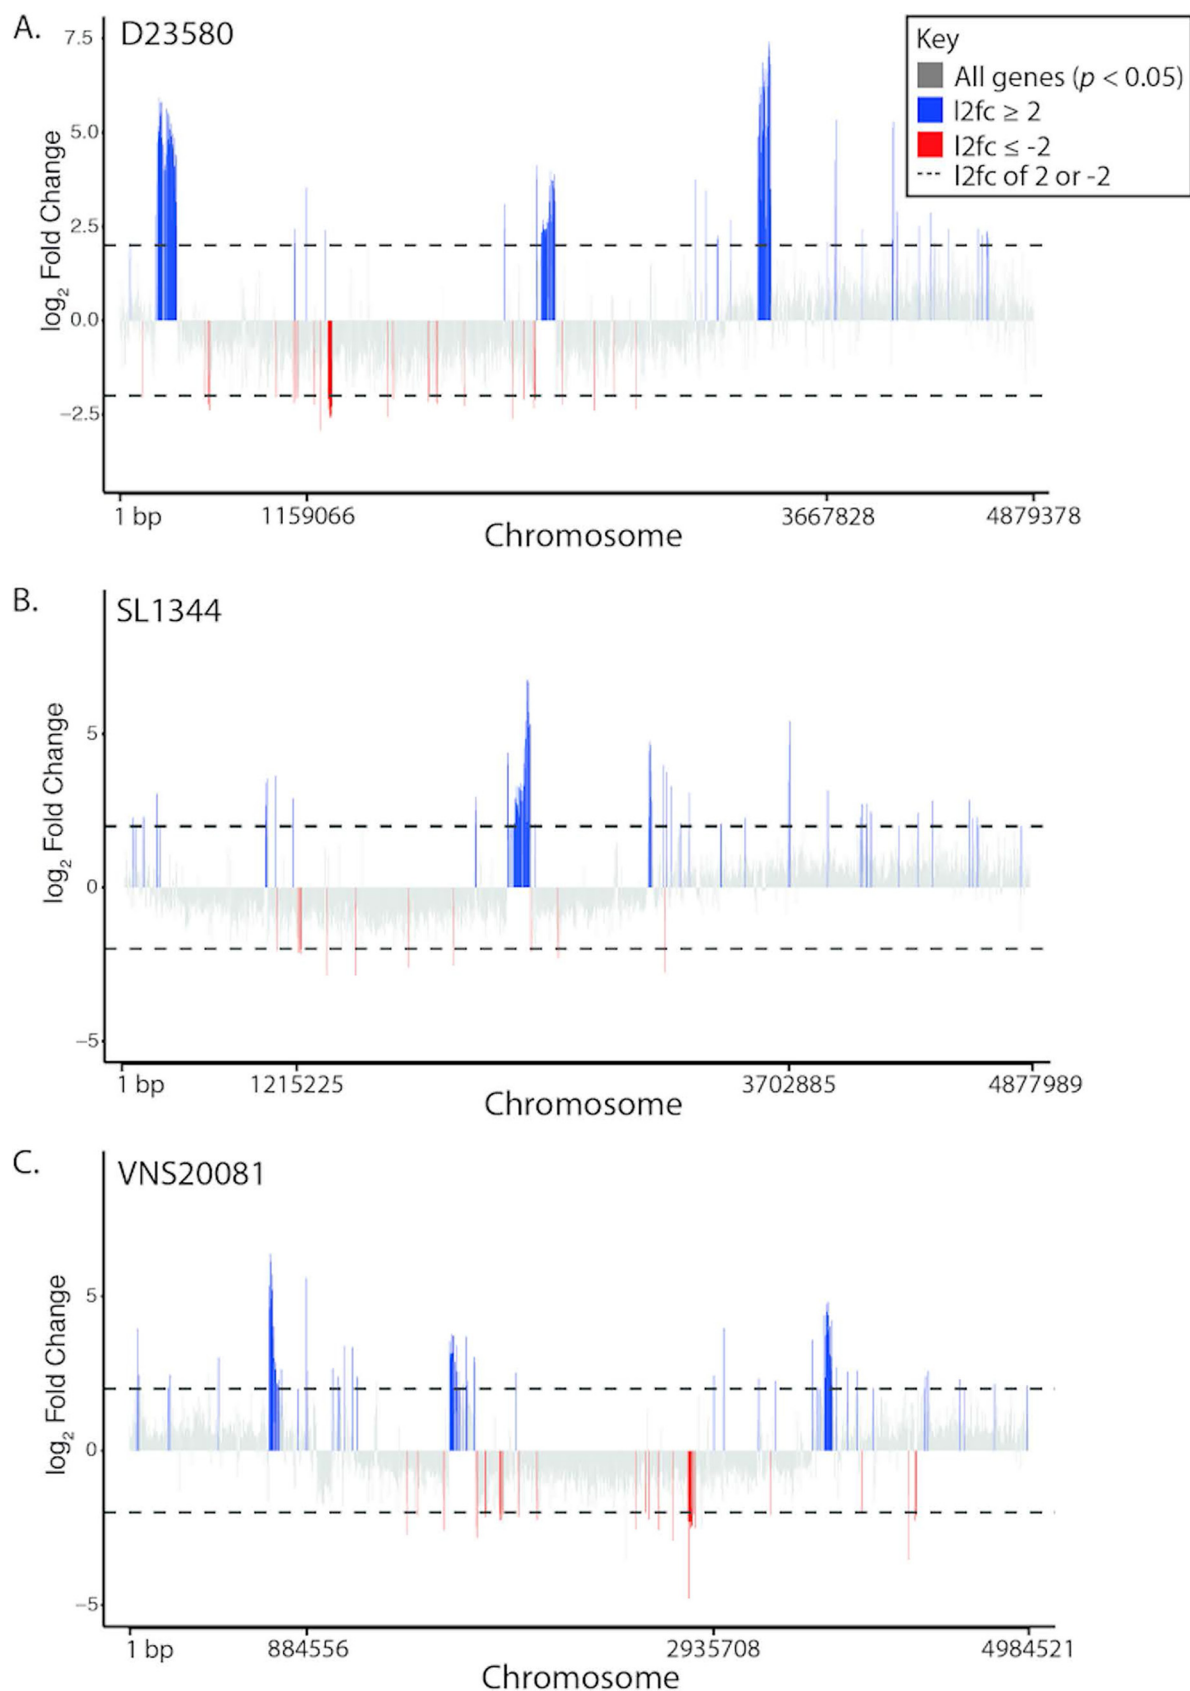 A.
D23580
Key
All genes (p < 0.05)
l2fc ≥ 2
l2fc ≤ -2
l2fc of 2 or -2
log2 Fold Change
7.5
5.0
2.5
0.0
−2.5
1 bp
1159066
3667828
4879378
Chromosome
B.
SL1344
log2 Fold Change
5
0
−5
1 bp
1215225
3702885
4877989
Chromosome
C.
VNS20081
log2 Fold Change
5
0
−5
1 bp
884556
2935708
4984521
Chromosome